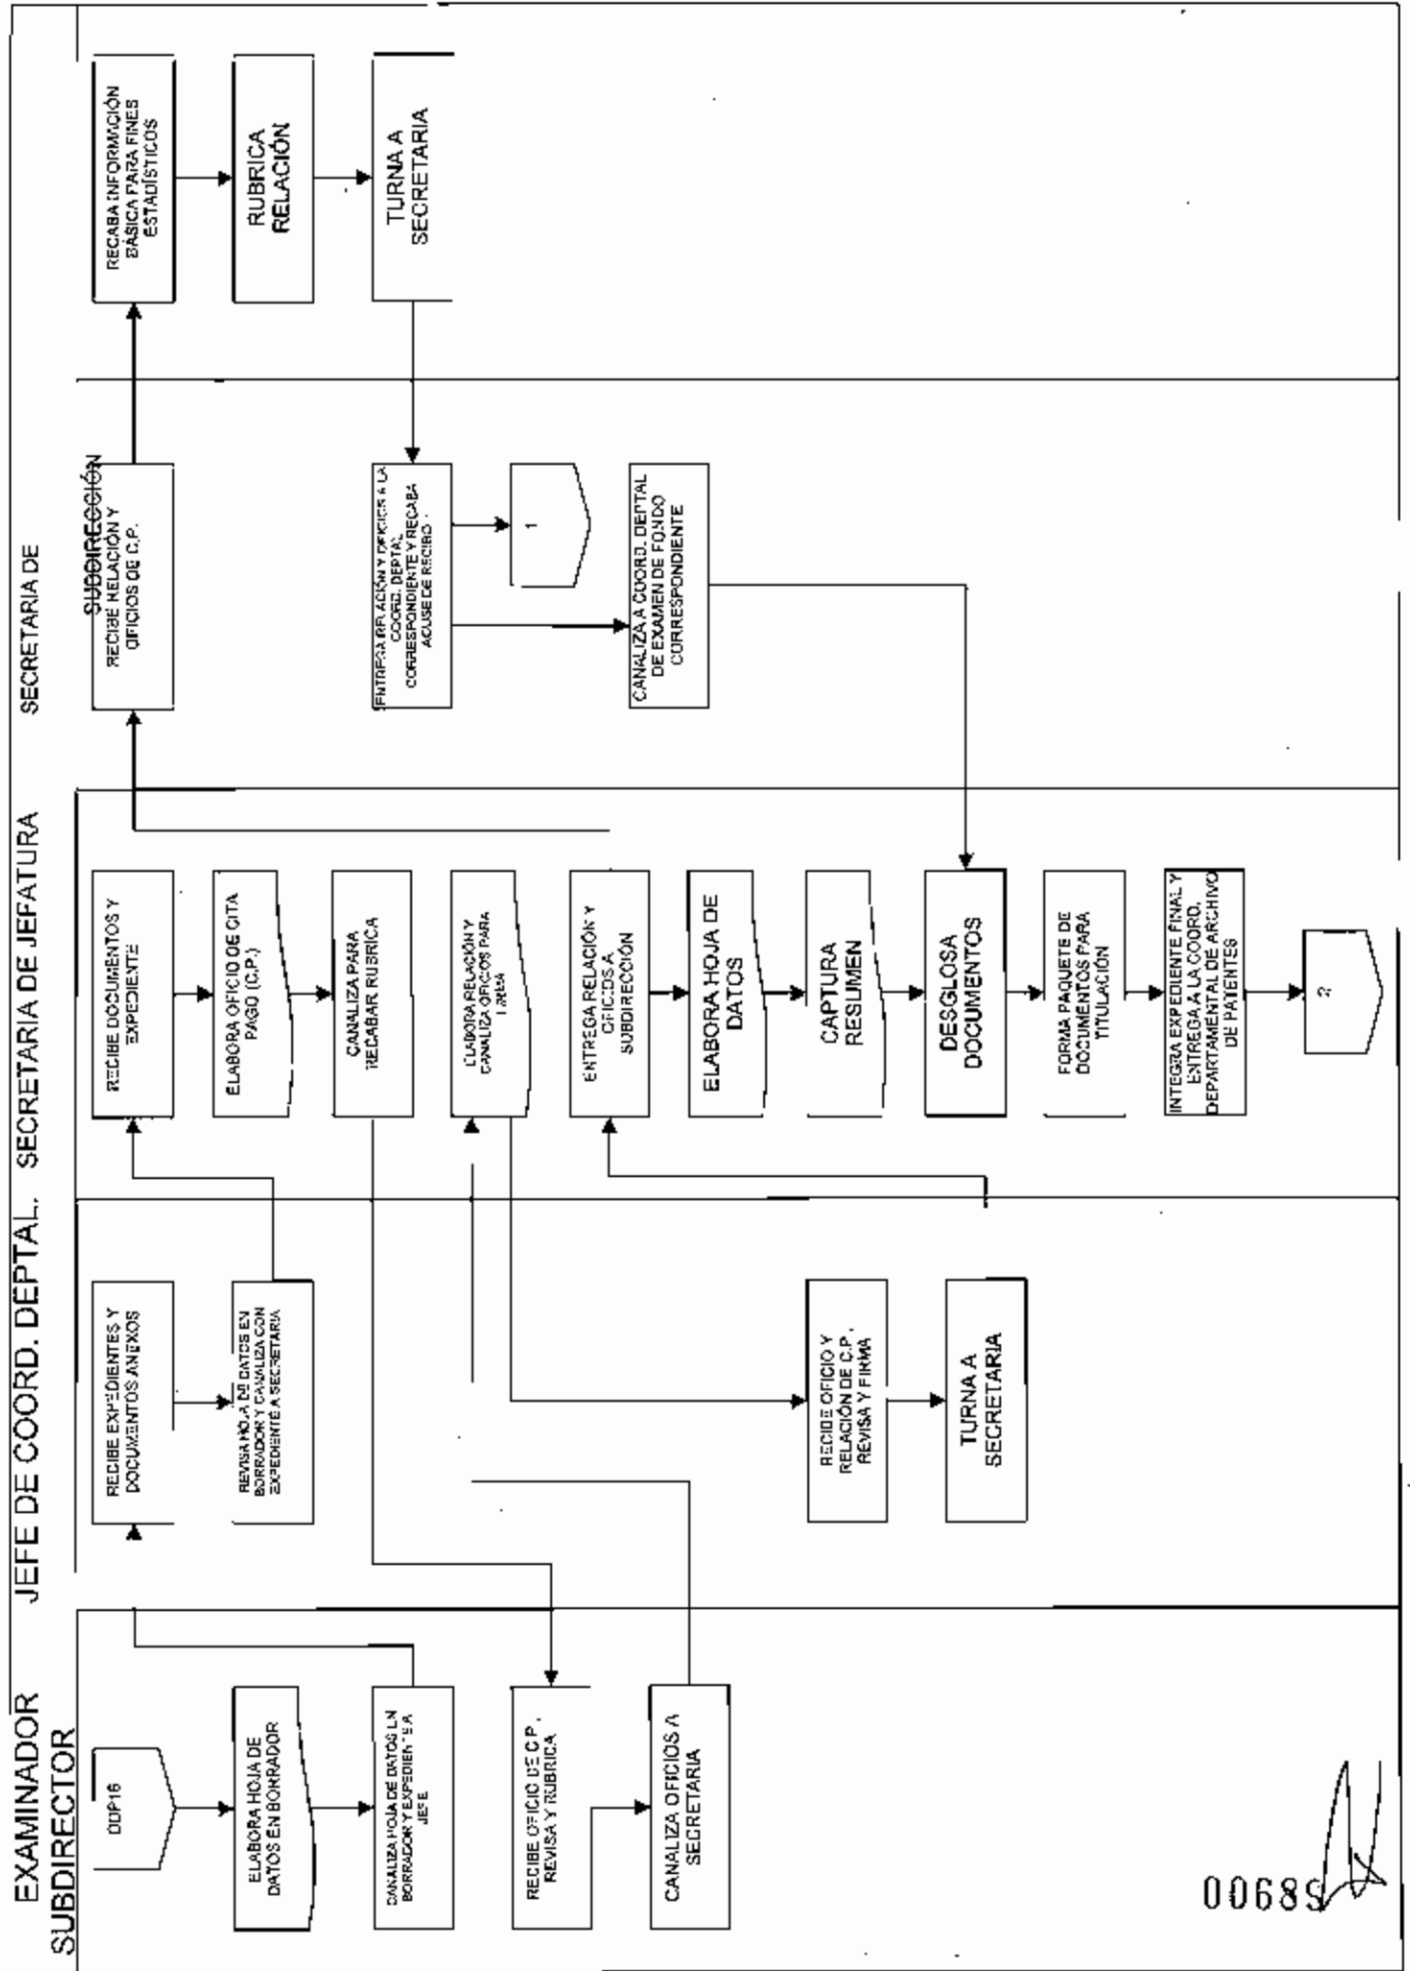 EXAMINADOR JEFE DE COORD. DEPTAL. SECRETARIA DE JEFATURA SECRETARIA DE
SUBDIRECTOR
SUBDIRECCIÓN
DDP16
ELABORA HOJA DE
DATOS EN BORRADOR
CANALIZA HOJA DE DATOS EN
BORRADOR Y EXPEDIENTE A
JEFE
RECIBE OFICIO DE C.P.,
REVISA Y RUBRICA
CANALIZA OFICIOS A
SECRETARIA
RECIBE EXPEDIENTES Y
DOCUMENTOS ANEXOS
REVISA HOJA DE DATOS EN
BORRADOR Y CANALIZA CON
EXPEDIENTE A SECRETARIA
RECIBE OFICIO Y
RELACIÓN DE C.P.,
REVISA Y FIRMA
TURNA A
SECRETARIA
RECIBE DOCUMENTOS Y
EXPEDIENTE
ELABORA OFICIO DE CITA
PAGO (C.P.)
CANALIZA PARA
RECABAR RUBRICA
ELABORA RELACIÓN Y
CANALIZA OFICIOS PARA
FIRMA
ENTREGA RELACIÓN Y
OFICIOS A
SUBDIRECCIÓN
ELABORA HOJA DE
DATOS
CAPTURA
RESUMEN
DESGLOSA
DOCUMENTOS
FORMA PAQUETE DE
DOCUMENTOS PARA
TITULACIÓN
INTEGRA EXPEDIENTE FINAL Y
ENTREGA A LA COORD.
DEPARTAMENTAL DE ARCHIVO
DE PATENTES
2
RECIBE RELACIÓN Y
OFICIOS DE C.P.
ENTREGA RELACIÓN Y OFICIOS A LA
COORD. DEPTAL
CORRESPONDIENTE Y RECABA
ACUSE DE RECIBO
1
CANALIZA A COORD. DEPTAL
DE EXAMEN DE FONDO
CORRESPONDIENTE
RECABA INFORMACIÓN
BÁSICA PARA FINES
ESTADÍSTICOS
RUBRICA
RELACIÓN
TURNA A
SECRETARIA
00689